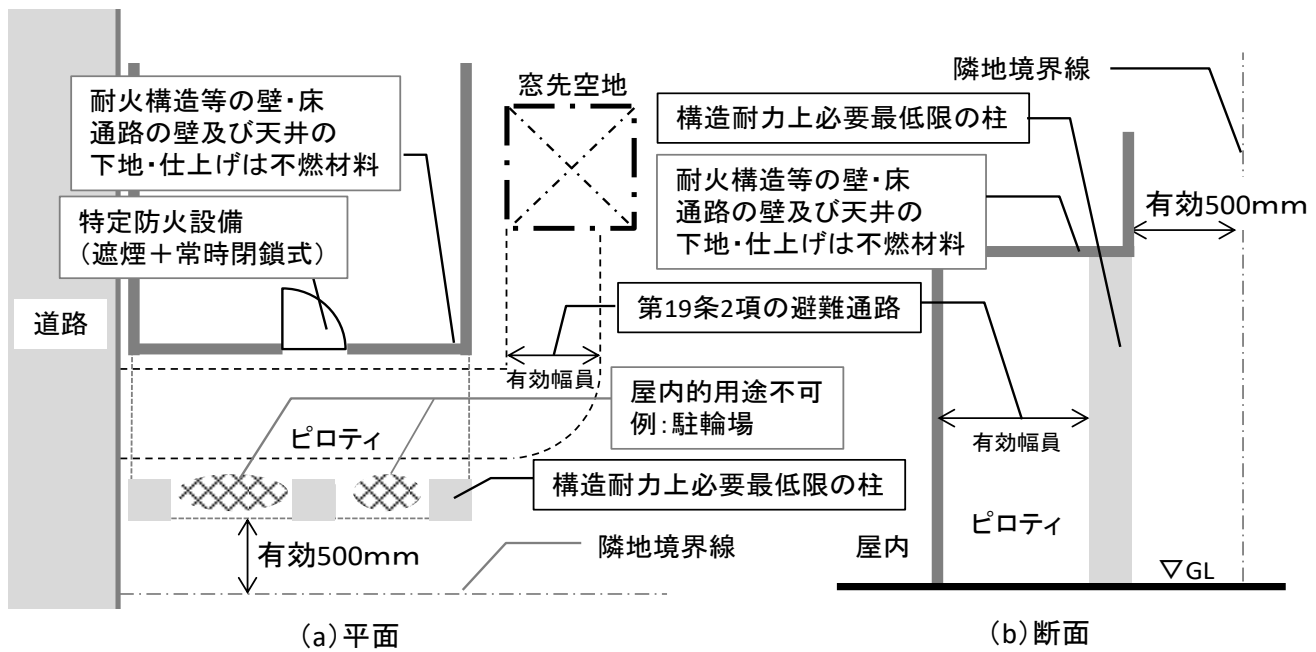 耐火構造等の壁・床
通路の壁及び天井の
下地・仕上げは不燃材料
特定防火設備
（遮煙＋常時閉鎖式）
道路
窓先空地
第19条2項の避難通路
有効幅員
屋内的用途不可
例：駐輪場
ピロティ
構造耐力上必要最低限の柱
有効500mm
隣地境界線
(a)平面
隣地境界線
構造耐力上必要最低限の柱
耐火構造等の壁・床
通路の壁及び天井の
下地・仕上げは不燃材料
有効500mm
有効幅員
ピロティ
屋内
▽GL
(b)断面